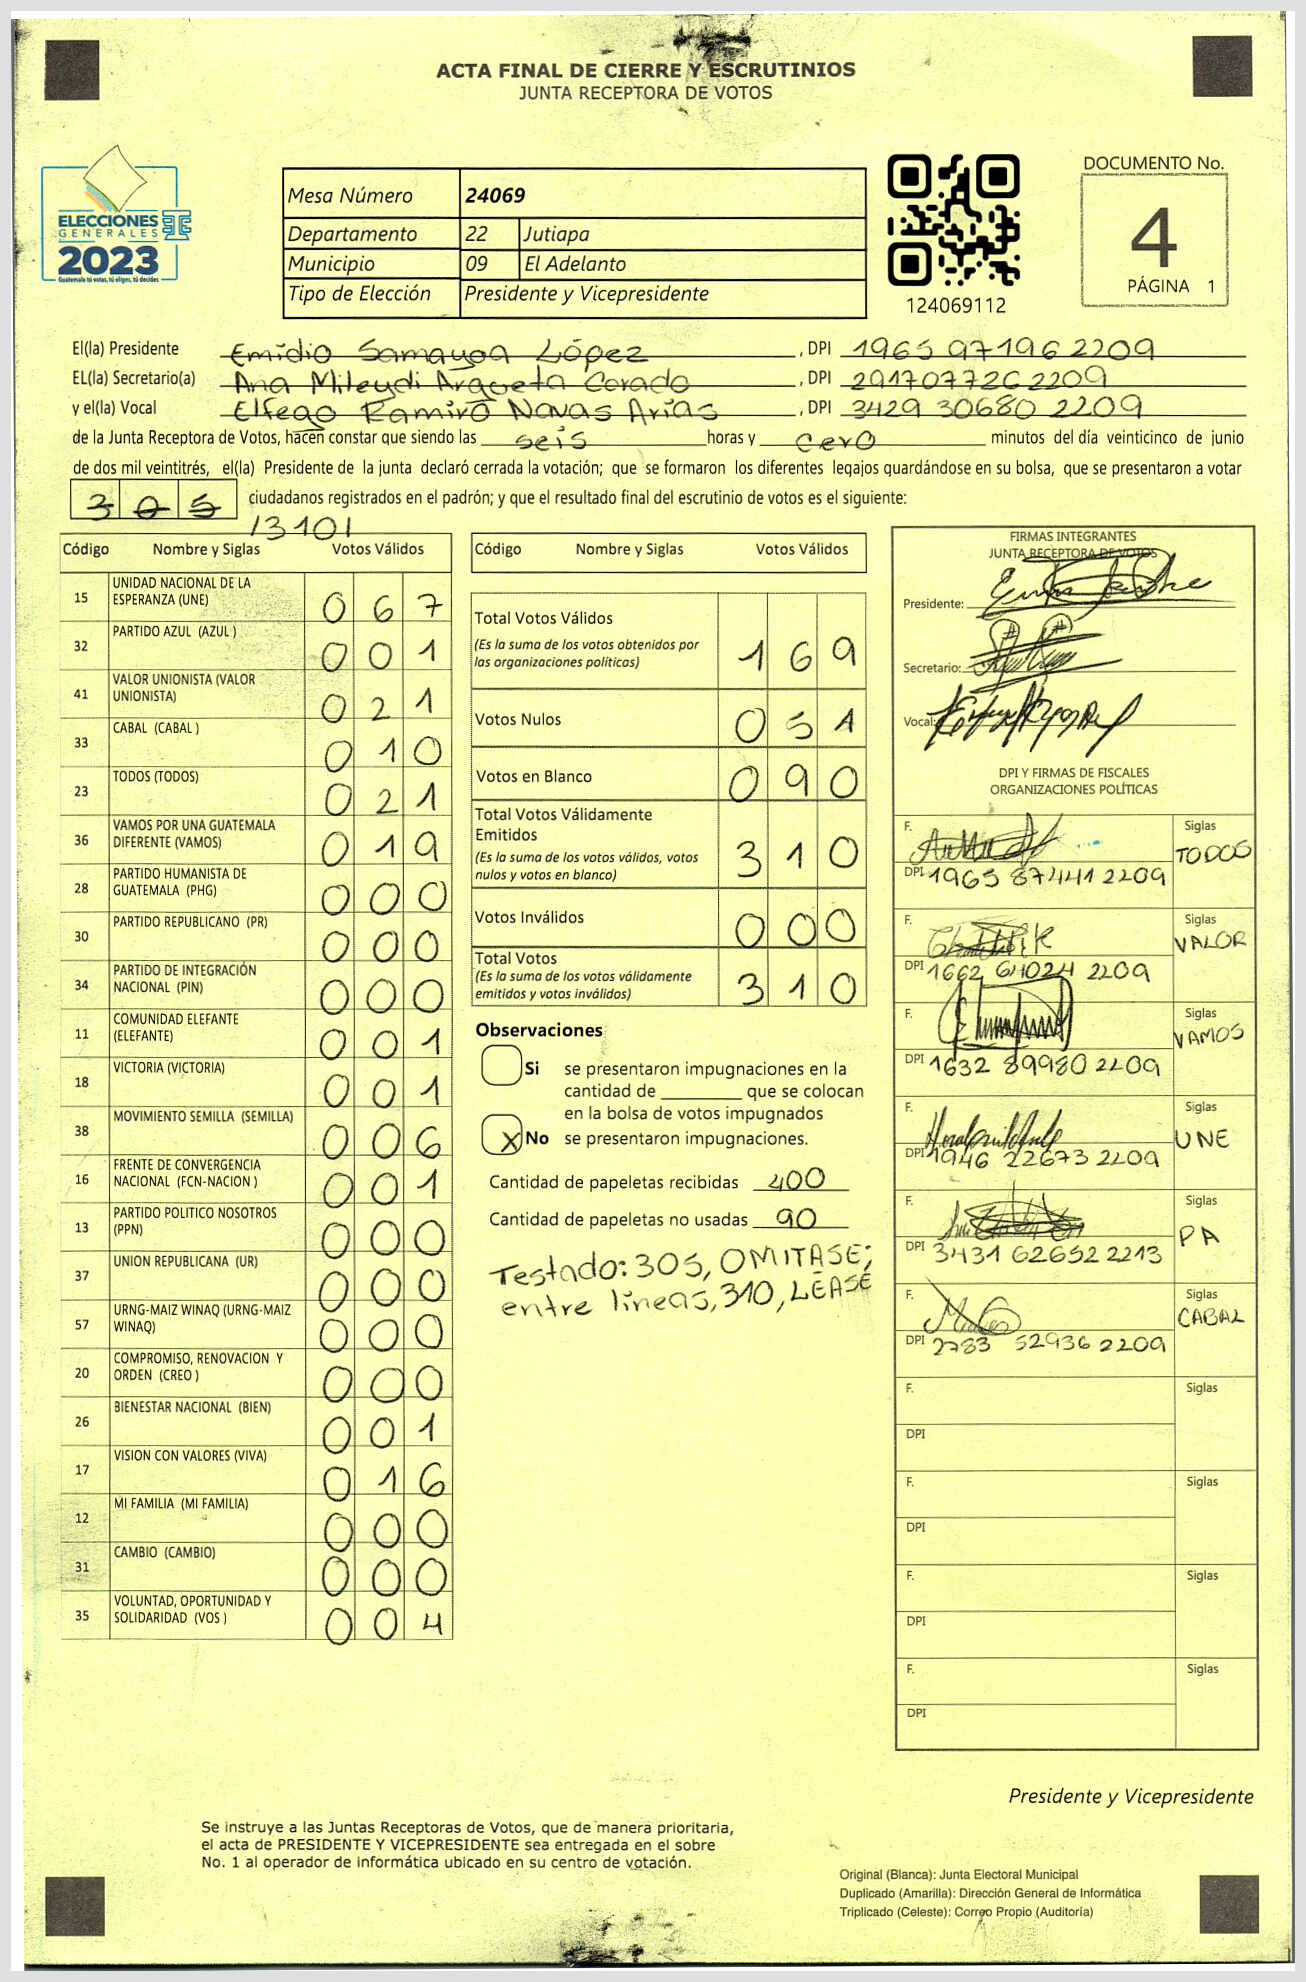 ACTA FINAL DE CIERRE Y ESCRUTINIOS
JUNTA RECEPTORA DE VOTOS
ELECCIONES
GENERALES
2023
Guatemala tú votas, tú eliges, tú decides
Mesa Número 24069
Departamento 22 Jutiapa
Municipio 09 El Adelanto
Tipo de Elección Presidente y Vicepresidente
124069112
DOCUMENTO No.
4
PÁGINA 1
El(la) Presidente Emidio Samayoa López, DPI 1965 97196 2209
EL(la) Secretario(a) Ana Mileydi Argueta Corado, DPI 2917077262209
y el(la) Vocal Elfego Ramiro Navas Arias, DPI 3429 30680 2209
de la Junta Receptora de Votos, hacen constar que siendo las seis horas y cero minutos del día veinticinco de junio
de dos mil veintitrés, el(la) Presidente de la junta declaró cerrada la votación; que se formaron los diferentes legajos guardándose en su bolsa, que se presentaron a votar
305 ciudadanos registrados en el padrón; y que el resultado final del escrutinio de votos es el siguiente:
/310/
Código Nombre y Siglas Votos Válidos
15 UNIDAD NACIONAL DE LA ESPERANZA (UNE) 0 6 7
32 PARTIDO AZUL (AZUL ) 0 0 1
41 VALOR UNIONISTA (VALOR UNIONISTA) 0 2 1
33 CABAL (CABAL ) 0 1 0
23 TODOS (TODOS) 0 2 1
36 VAMOS POR UNA GUATEMALA DIFERENTE (VAMOS) 0 1 9
28 PARTIDO HUMANISTA DE GUATEMALA (PHG) 0 0 0
30 PARTIDO REPUBLICANO (PR) 0 0 0
34 PARTIDO DE INTEGRACIÓN NACIONAL (PIN) 0 0 0
11 COMUNIDAD ELEFANTE (ELEFANTE) 0 0 1
18 VICTORIA (VICTORIA) 0 0 1
38 MOVIMIENTO SEMILLA (SEMILLA) 0 0 6
16 FRENTE DE CONVERGENCIA NACIONAL (FCN-NACION ) 0 0 1
13 PARTIDO POLITICO NOSOTROS (PPN) 0 0 0
37 UNION REPUBLICANA (UR) 0 0 0
57 URNG-MAIZ WINAQ (URNG-MAIZ WINAQ) 0 0 0
20 COMPROMISO, RENOVACION Y ORDEN (CREO ) 0 0 0
26 BIENESTAR NACIONAL (BIEN) 0 0 1
17 VISION CON VALORES (VIVA) 0 1 6
12 MI FAMILIA (MI FAMILIA) 0 0 0
31 CAMBIO (CAMBIO) 0 0 0
35 VOLUNTAD, OPORTUNIDAD Y SOLIDARIDAD (VOS ) 0 0 4
Código Nombre y Siglas Votos Válidos
Total Votos Válidos 1 6 9
(Es la suma de los votos obtenidos por
las organizaciones políticas)
Votos Nulos 0 5 1
Votos en Blanco 0 9 0
Total Votos Válidamente
Emitidos 3 1 0
(Es la suma de los votos válidos, votos
nulos y votos en blanco)
Votos Inválidos 0 0 0
Total Votos 3 1 0
(Es la suma de los votos válidamente
emitidos y votos inválidos)
Observaciones
Si se presentaron impugnaciones en la
cantidad de ________ que se colocan
en la bolsa de votos impugnados
X No se presentaron impugnaciones.
Cantidad de papeletas recibidas 400
Cantidad de papeletas no usadas 90
Testado: 305, OMITASE;
entre líneas, 310, LEASE
FIRMAS INTEGRANTES
JUNTA RECEPTORA DE VOTOS
Presidente:
Secretario:
Vocal:
DPI Y FIRMAS DE FISCALES
ORGANIZACIONES POLÍTICAS
F. Siglas
TODOS
DPI 1965 87441 2209
F. Siglas
VALOR
DPI 1662 64024 2209
F. Siglas
VAMOS
DPI 1632 89980 2209
F. Siglas
UNE
DPI 1946 22673 2209
F. Siglas
PA
DPI 3431 62652 2213
F. Siglas
CABAL
DPI 2783 52936 2209
F. Siglas
DPI
F. Siglas
DPI
F. Siglas
DPI
F. Siglas
DPI
Presidente y Vicepresidente
Se instruye a las Juntas Receptoras de Votos, que de manera prioritaria,
el acta de PRESIDENTE Y VICEPRESIDENTE sea entregada en el sobre
No. 1 al operador de informática ubicado en su centro de votación.
Original (Blanca): Junta Electoral Municipal
Duplicado (Amarilla): Dirección General de Informática
Triplicado (Celeste): Correo Propio (Auditoría)